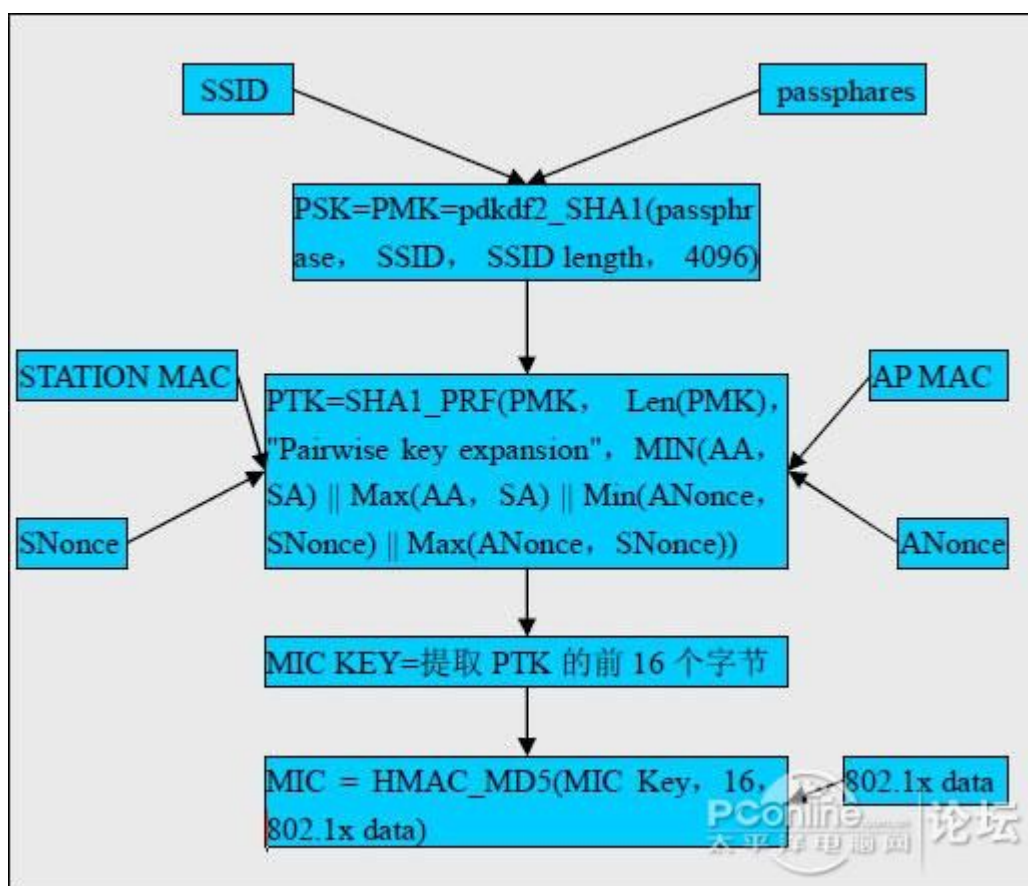 SSID
passphares
PSK=PMK=pdkdf2_SHA1(passphr
ase， SSID， SSID length， 4096)
STATION MAC
AP MAC
PTK=SHA1_PRF(PMK， Len(PMK)，
"Pairwise key expansion"，MIN(AA，
SA) || Max(AA，SA) || Min(ANonce，
SNonce) || Max(ANonce，SNonce))
SNonce
ANonce
MIC KEY=提取 PTK 的前 16 个字节
MIC = HMAC_MD5(MIC Key，16，
802.1x data)
802.1x data
PConline
太平洋电脑网
论坛